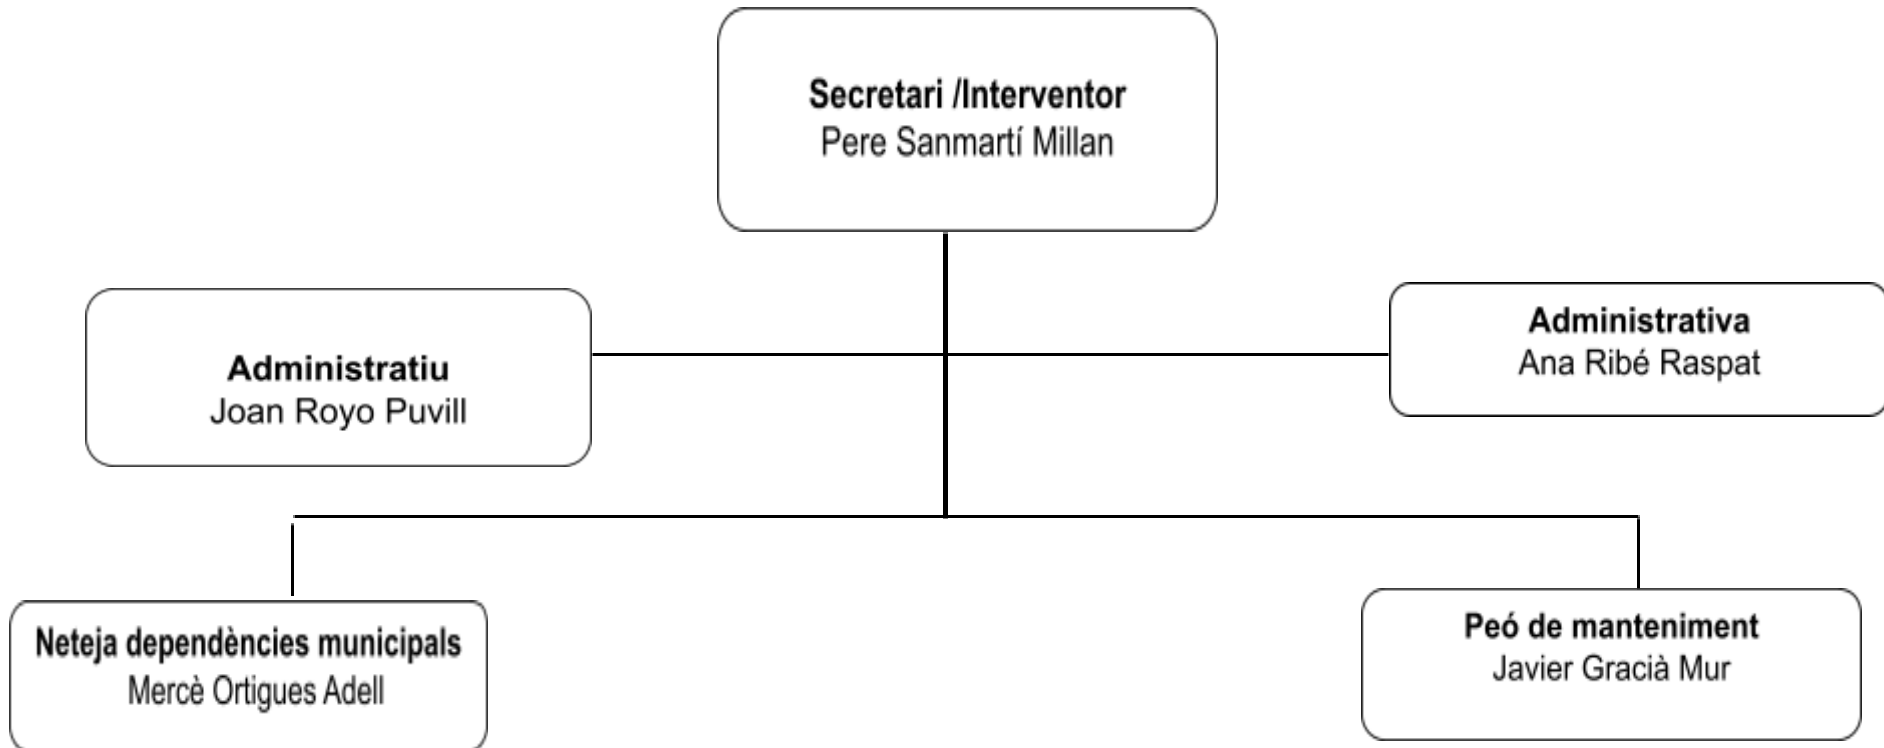 Secretari /Interventor
Pere Sanmartí Millan
Administratiu
Joan Royo Puvill
Administrativa
Ana Ribé Raspat
Neteja dependències municipals
Mercè Ortigues Adell
Peó de manteniment
Javier Gracià Mur